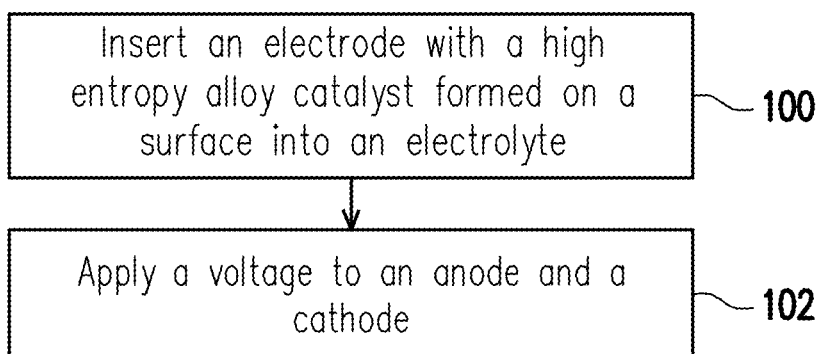 Insert an electrode with a high
entropy alloy catalyst formed on a
surface into an electrolyte
100
Apply a voltage to an anode and a
cathode
102